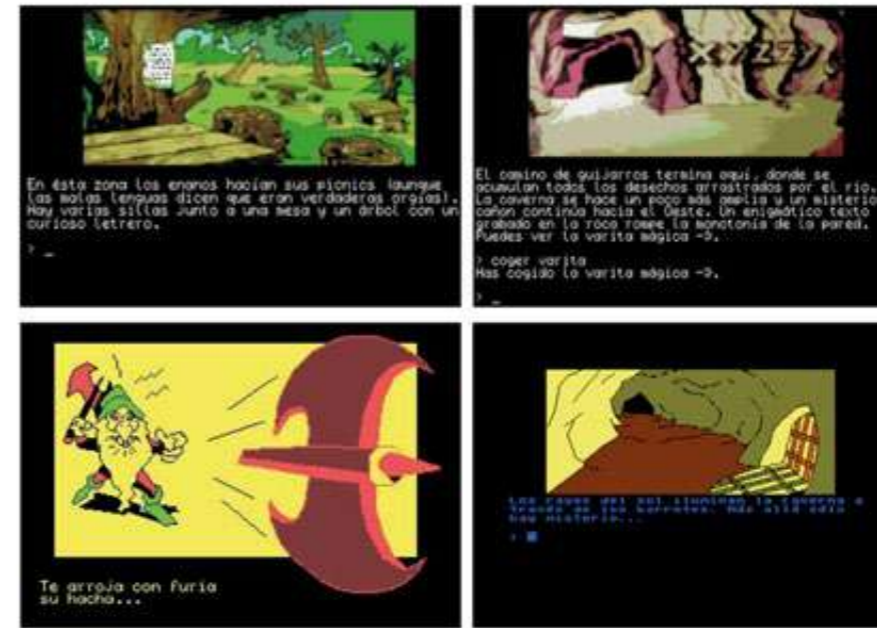 En ésta zona los enanos hacían sus picnics (aunque
las malas lenguas dicen que eran verdaderas orgías).
Hay varias sillas junto a una mesa y un árbol con un
curioso letrero.
> _
XYZZY
El camino de guijarros termina aquí, donde se
acumulan todos los desechos arrastrados por el río.
La caverna se hace un poco más amplia y un misterio
cañón continúa hacia el Oeste. Un enigmático texto
grabado en la roca rompe la monotonía de la pared.
Puedes ver la varita mágica -D.
> coger varita
Has cogido la varita mágica -D.
> _
Te arroja con furia
su hacha...
Los rayos del sol iluminan la caverna a
través de los barrotes. Más allá sólo
hay misterio...
>